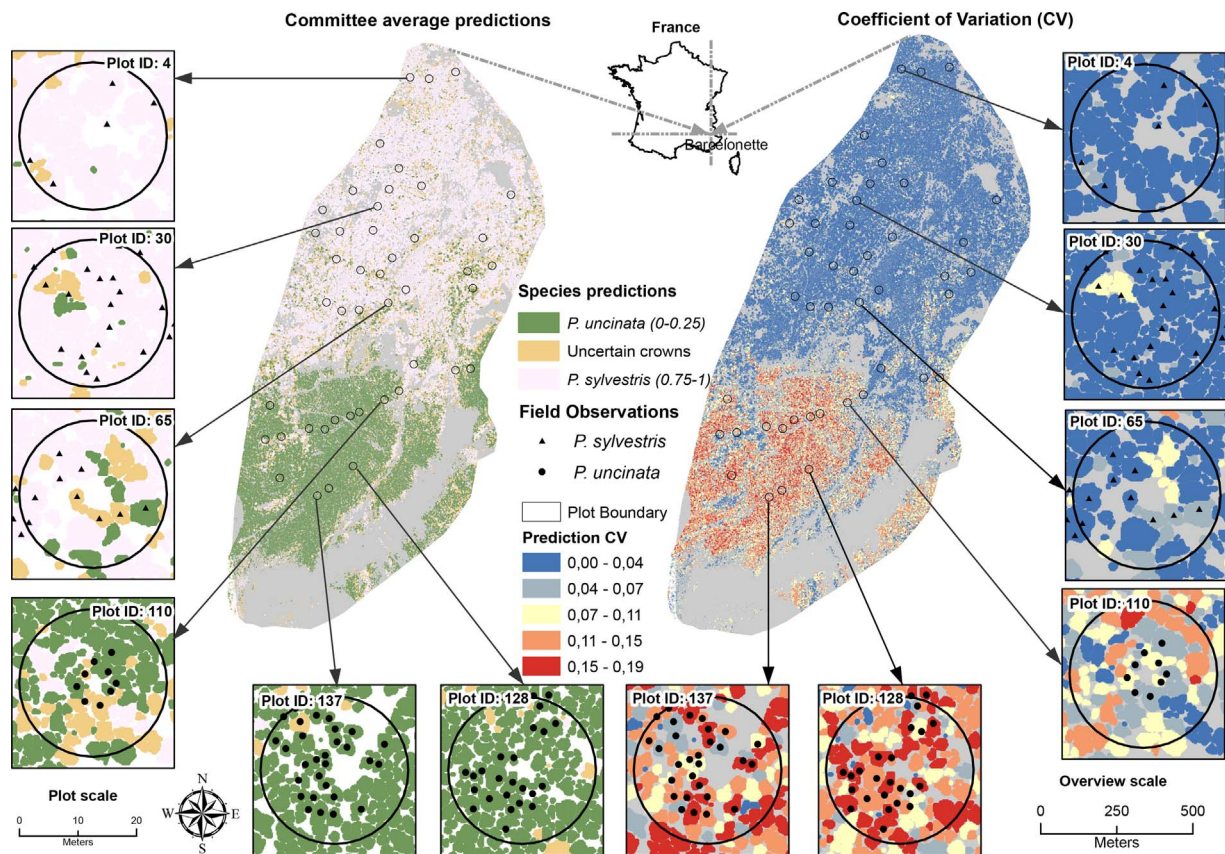 Committee average predictions
Coefficient of Variation (CV)
France
Barcelonette
Plot ID: 4
Plot ID: 30
Plot ID: 65
Plot ID: 110
Plot ID: 4
Plot ID: 30
Plot ID: 65
Plot ID: 110
Species predictions
P. uncinata (0-0.25)
Uncertain crowns
P. sylvestris (0.75-1)
Field Observations
P. sylvestris
P. uncinata
Plot Boundary
Prediction CV
0,00 - 0,04
0,04 - 0,07
0,07 - 0,11
0,11 - 0,15
0,15 - 0,19
Plot ID: 137
Plot ID: 128
Plot ID: 137
Plot ID: 128
Plot scale
0 10 20
Meters
N
W E
S
Overview scale
0 250 500
Meters